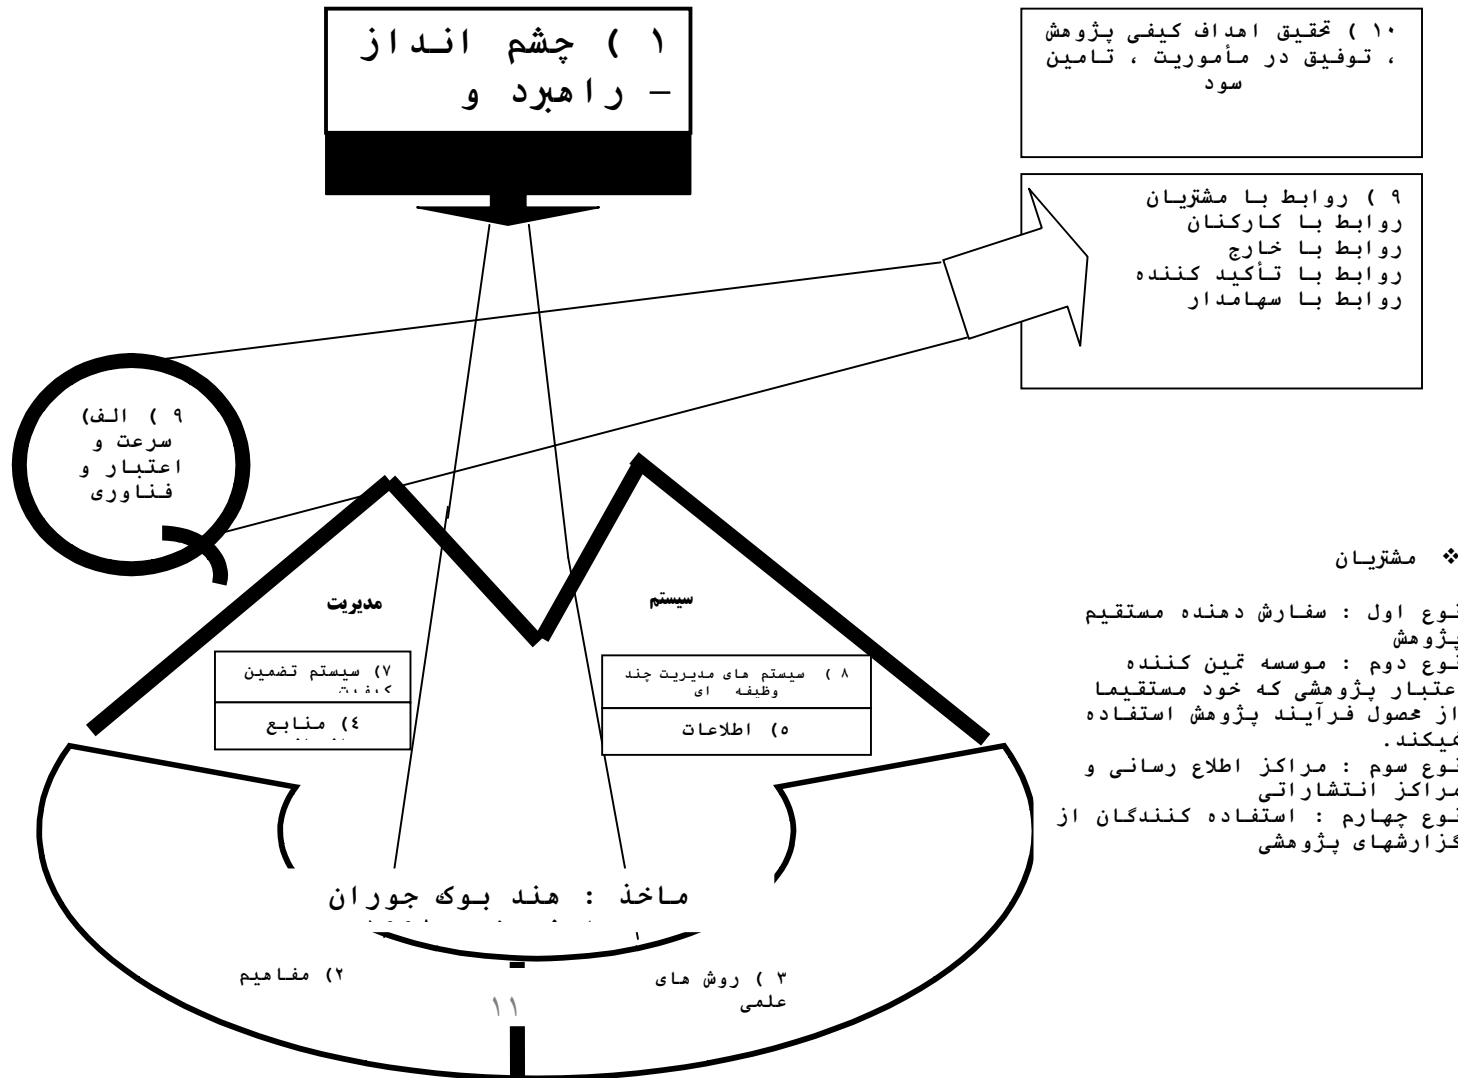 ۱ ) چشم انداز
– راهبرد و
۱۰ ) تحقیق اهداف کیفی پژوهش
، توفیق در مأموریت ، تامین
سود
۹ ) روابط با مشتریان
روابط با کارکنان
روابط با خارج
روابط با تأکید کننده
روابط با سهامدار
۹ ) الف)
سرعت و
اعتبار و
فناوری
❖ مشتریان
نوع اول : سفارش دهنده مستقیم
پژوهش
نوع دوم : موسسه تمین کننده
اعتبار پژوهشی که خود مستقیما
از محصول فرآیند پژوهش استفاده
نمیکند .
نوع سوم : مراکز اطلاع رسانی و
مراکز انتشاراتی
نوع چهارم : استفاده کنندگان از
گزارشهای پژوهشی
مدیریت
سیستم
۷) سیستم تضمین
کیفیت
۴) منابع
۸ ) سیستم های مدیریت چند
وظیفه ای
۵) اطلاعات
ماخذ : هند بوک جوران
۲) مفاهیم
۳ ) روش های
علمی
۱۱